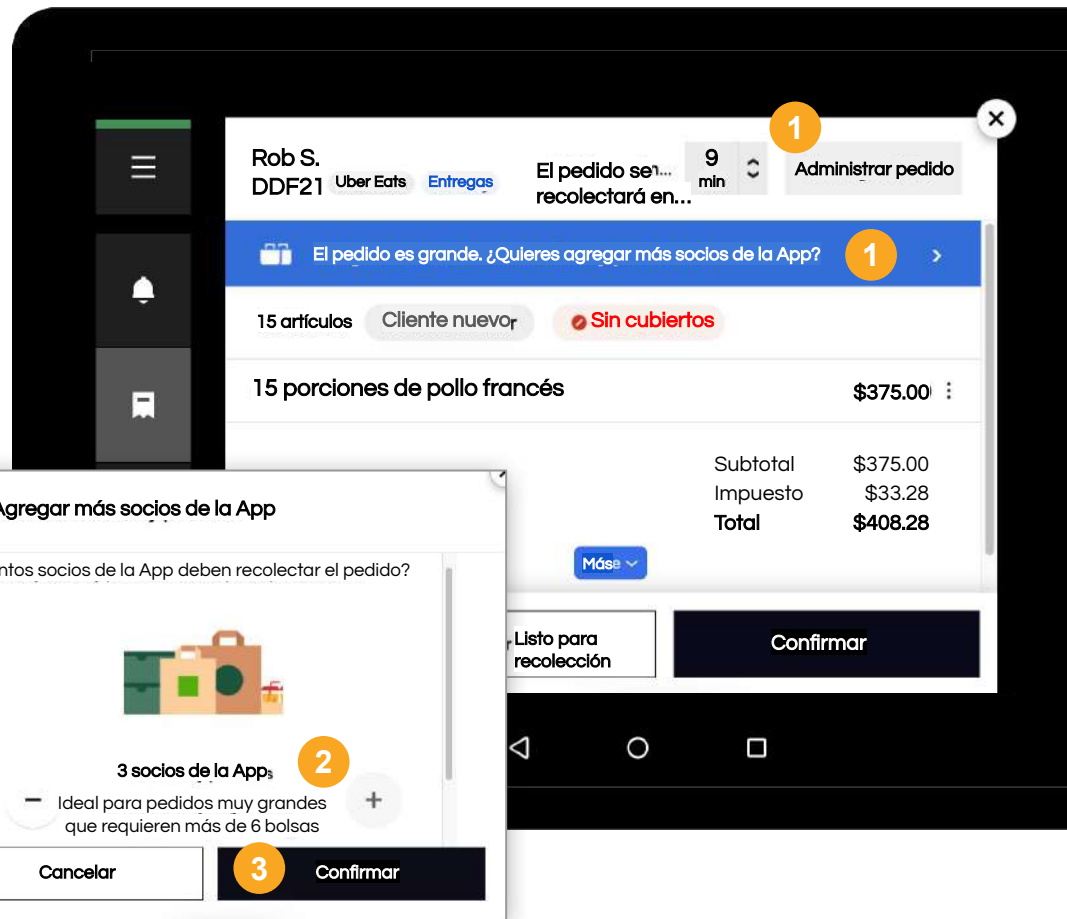 1
Rob S.
DDF21 Uber Eats Entregas
El pedido se...
recolectará en...
9
min
Administrar pedido
El pedido es grande. ¿Quieres agregar más socios de la App?
1
15 artículos Cliente nuevo Sin cubiertos
15 porciones de pollo francés $375.00
Subtotal $375.00
Impuesto $33.28
Total $408.28
Más
Listo para
recolección
Confirmar
Agregar más socios de la App
ntos socios de la App deben recolectar el pedido?
3 socios de la App
2
− Ideal para pedidos muy grandes +
que requieren más de 6 bolsas
Cancelar
3
Confirmar